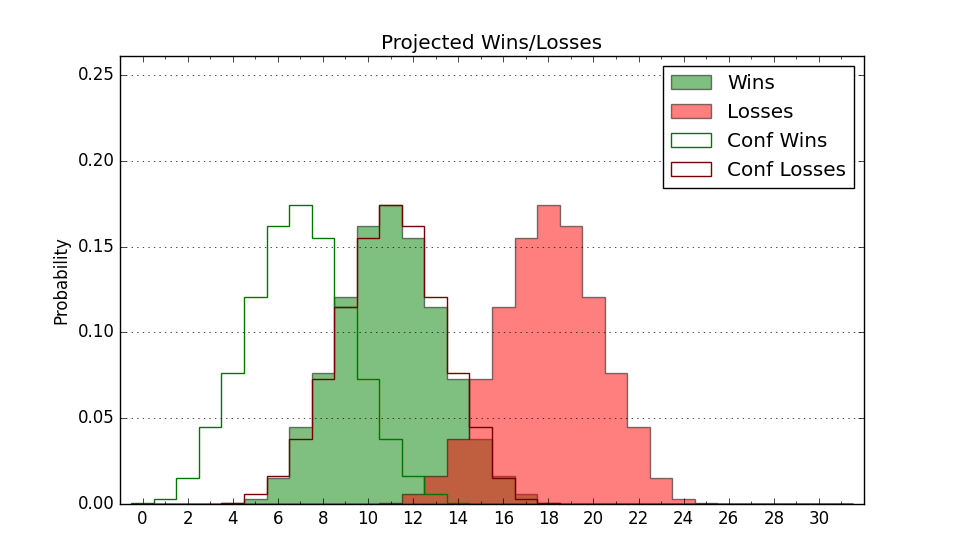 Projected Wins/Losses
0.25
0.20
0.15
0.10
0.05
0.00
Probability
Wins
Losses
Conf Wins
Conf Losses
0 2 4 6 8 10 12 14 16 18 20 22 24 26 28 30